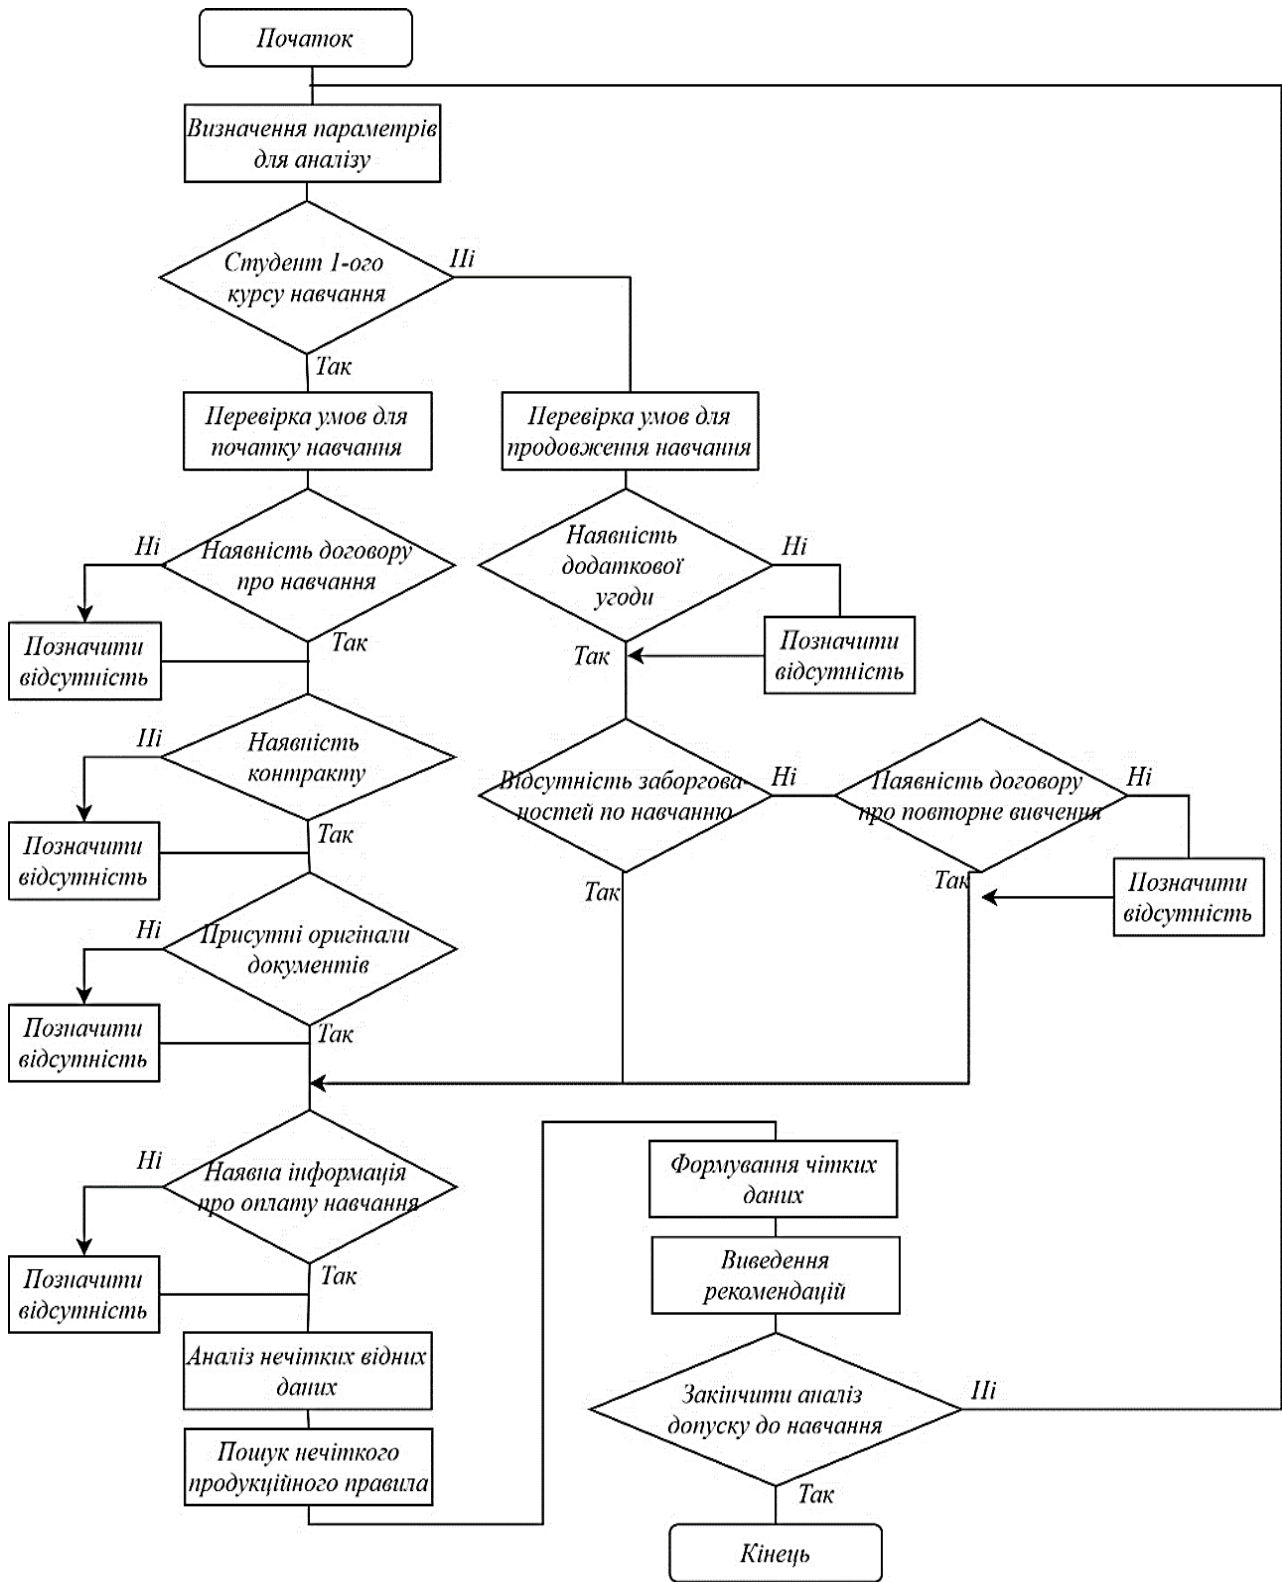 Початок
Визначення параметрів
для аналізу
Студент 1-ого
курсу навчання
Ні
Так
Перевірка умов для
початку навчання
Перевірка умов для
продовження навчання
Ні
Наявність договору
про навчання
Наявність
додаткової
угоди
Ні
Позначити
відсутність
Так
Так
Позначити
відсутність
Ні
Наявність
контракту
Відсутність заборгова-
ностей по навчанню
Ні
Наявність договору
про повторне вивчення
Ні
Позначити
відсутність
Так
Так
Так
Позначити
відсутність
Ні
Присутні оригінали
документів
Позначити
відсутність
Так
Ні
Наявна інформація
про оплату навчання
Формування чітких
даних
Позначити
відсутність
Так
Виведення
рекомендацій
Аналіз нечітких відних
даних
Закінчити аналіз
допуску до навчання
Ні
Пошук нечіткого
продукційного правила
Так
Кінець